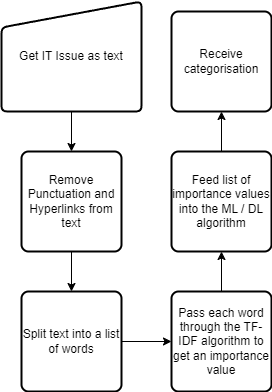 Get IT Issue as text
Remove
Punctuation and
Hyperlinks from
text
Split text into a list
of words
Pass each word
through the TF-
IDF algorithm to
get an importance
value
Feed list of
importance values
into the ML / DL
algorithm
Receive
categorisation